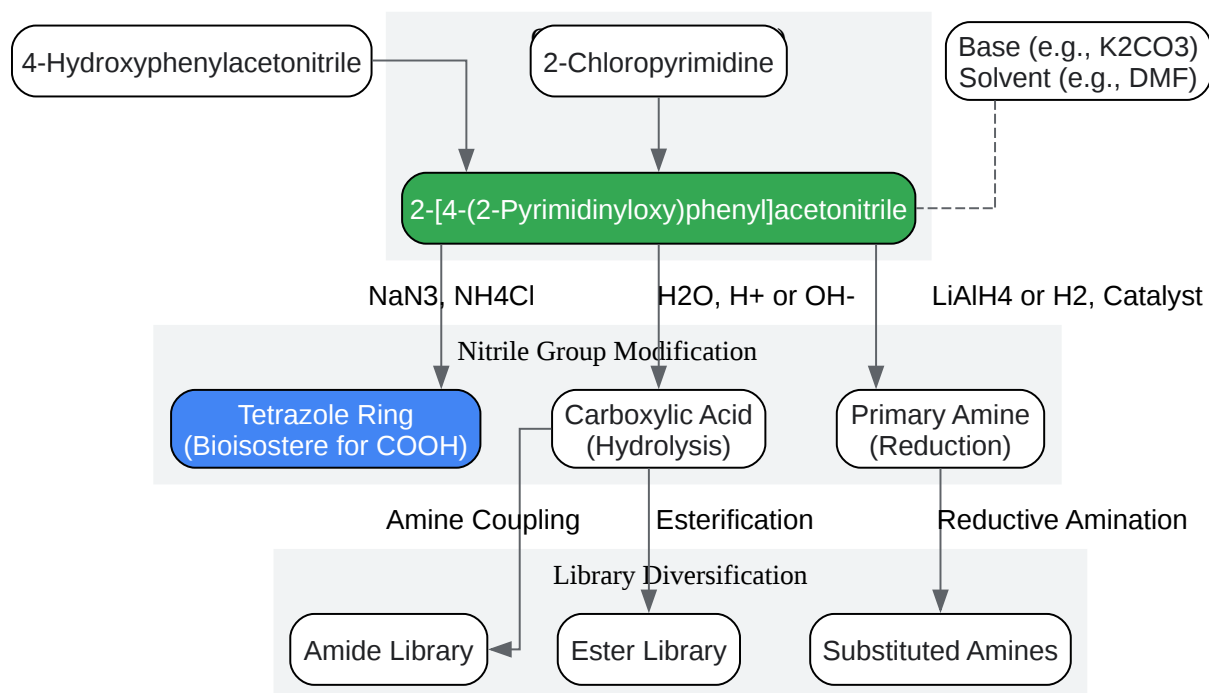 4-Hydroxyphenylacetonitrile
2-Chloropyrimidine
Base (e.g., K2CO3)
Solvent (e.g., DMF)
2-[4-(2-Pyrimidinyloxy)phenyl]acetonitrile
NaN3, NH4Cl
H2O, H+ or OH-
LiAlH4 or H2, Catalyst
Nitrile Group Modification
Tetrazole Ring
(Bioisostere for COOH)
Carboxylic Acid
(Hydrolysis)
Primary Amine
(Reduction)
Amine Coupling
Esterification
Reductive Amination
Library Diversification
Amide Library
Ester Library
Substituted Amines